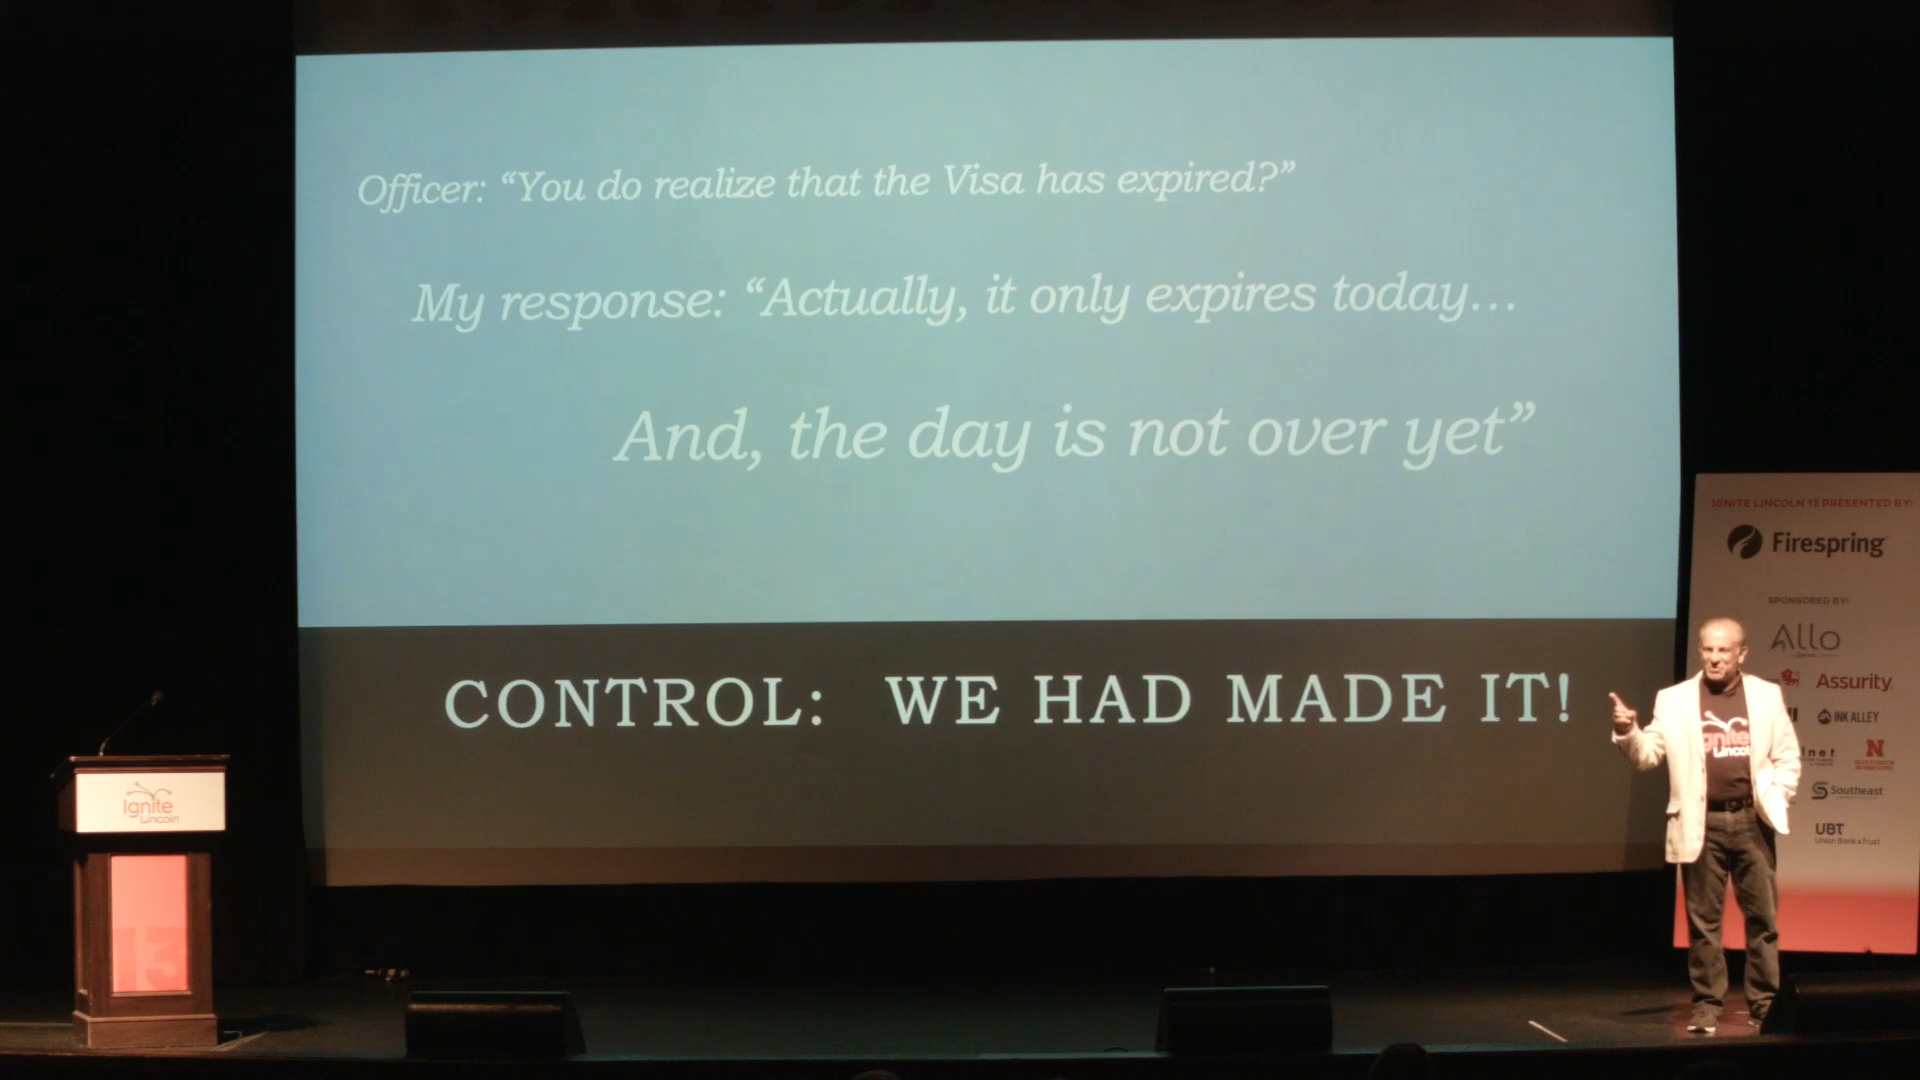 Officer: “You do realize that the Visa has expired?”
My response: “Actually, it only expires today...
And, the day is not over yet”
CONTROL: WE HAD MADE IT!
IGNITE LINCOLN 13 PRESENTED BY:
Firespring
SPONSORED BY:
Allo
Assurity
INK ALLEY
N
Southeast
UBT
Union Bank & Trust
Ignite
Lincoln
Ignite
Lincoln
13